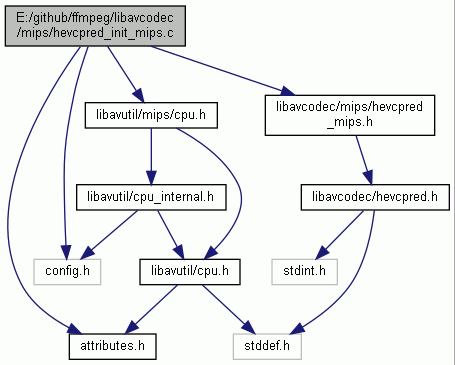 E:/github/ffmpeg/libavcodec
/mips/hevcpred_init_mips.c
libavutil/mips/cpu.h
libavcodec/mips/hevcpred
_mips.h
libavutil/cpu_internal.h
libavcodec/hevcpred.h
config.h
libavutil/cpu.h
stdint.h
attributes.h
stddef.h